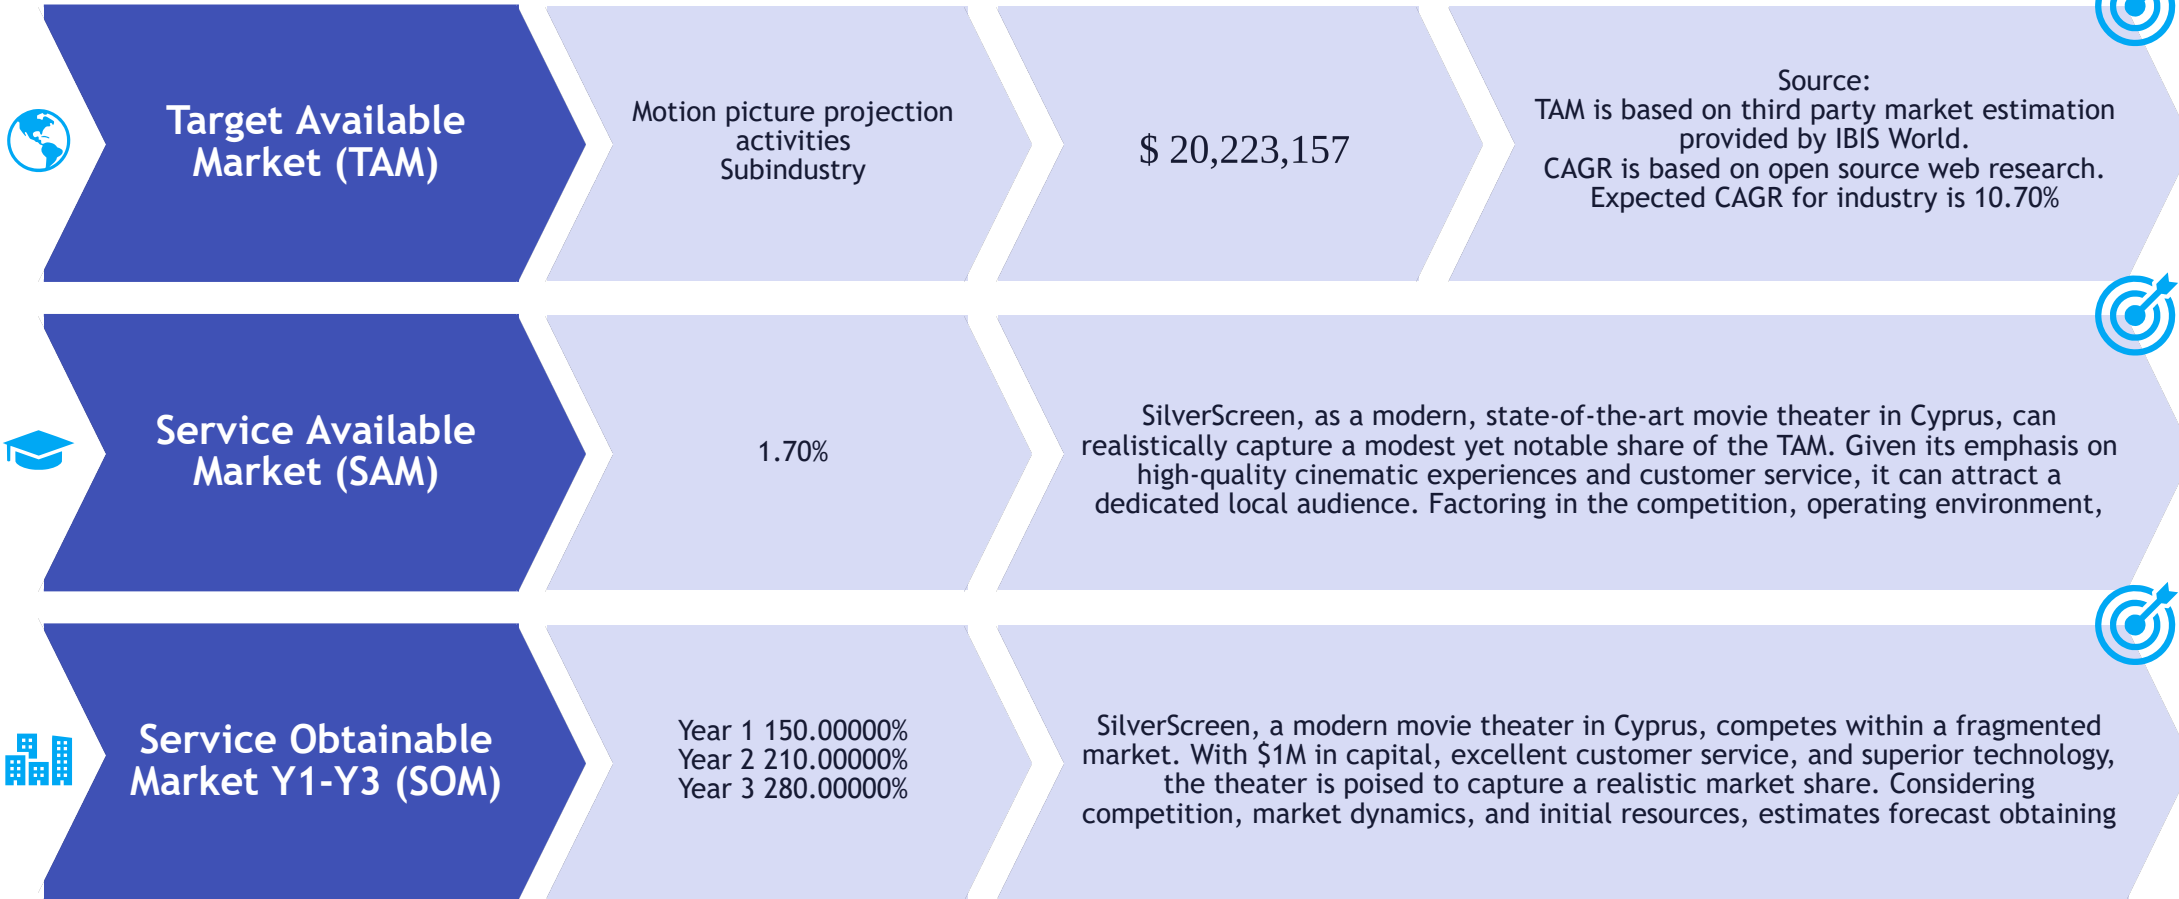 Target Available
Market (TAM)
Motion picture projection
activities
Subindustry
$ 20,223,157
Source:
TAM is based on third party market estimation
provided by IBIS World.
CAGR is based on open source web research.
Expected CAGR for industry is 10.70%
Service Available
Market (SAM)
1.70%
SilverScreen, as a modern, state-of-the-art movie theater in Cyprus, can
realistically capture a modest yet notable share of the TAM. Given its emphasis on
high-quality cinematic experiences and customer service, it can attract a
dedicated local audience. Factoring in the competition, operating environment,
Service Obtainable
Market Y1-Y3 (SOM)
Year 1 150.00000%
Year 2 210.00000%
Year 3 280.00000%
SilverScreen, a modern movie theater in Cyprus, competes within a fragmented
market. With $1M in capital, excellent customer service, and superior technology,
the theater is poised to capture a realistic market share. Considering
competition, market dynamics, and initial resources, estimates forecast obtaining